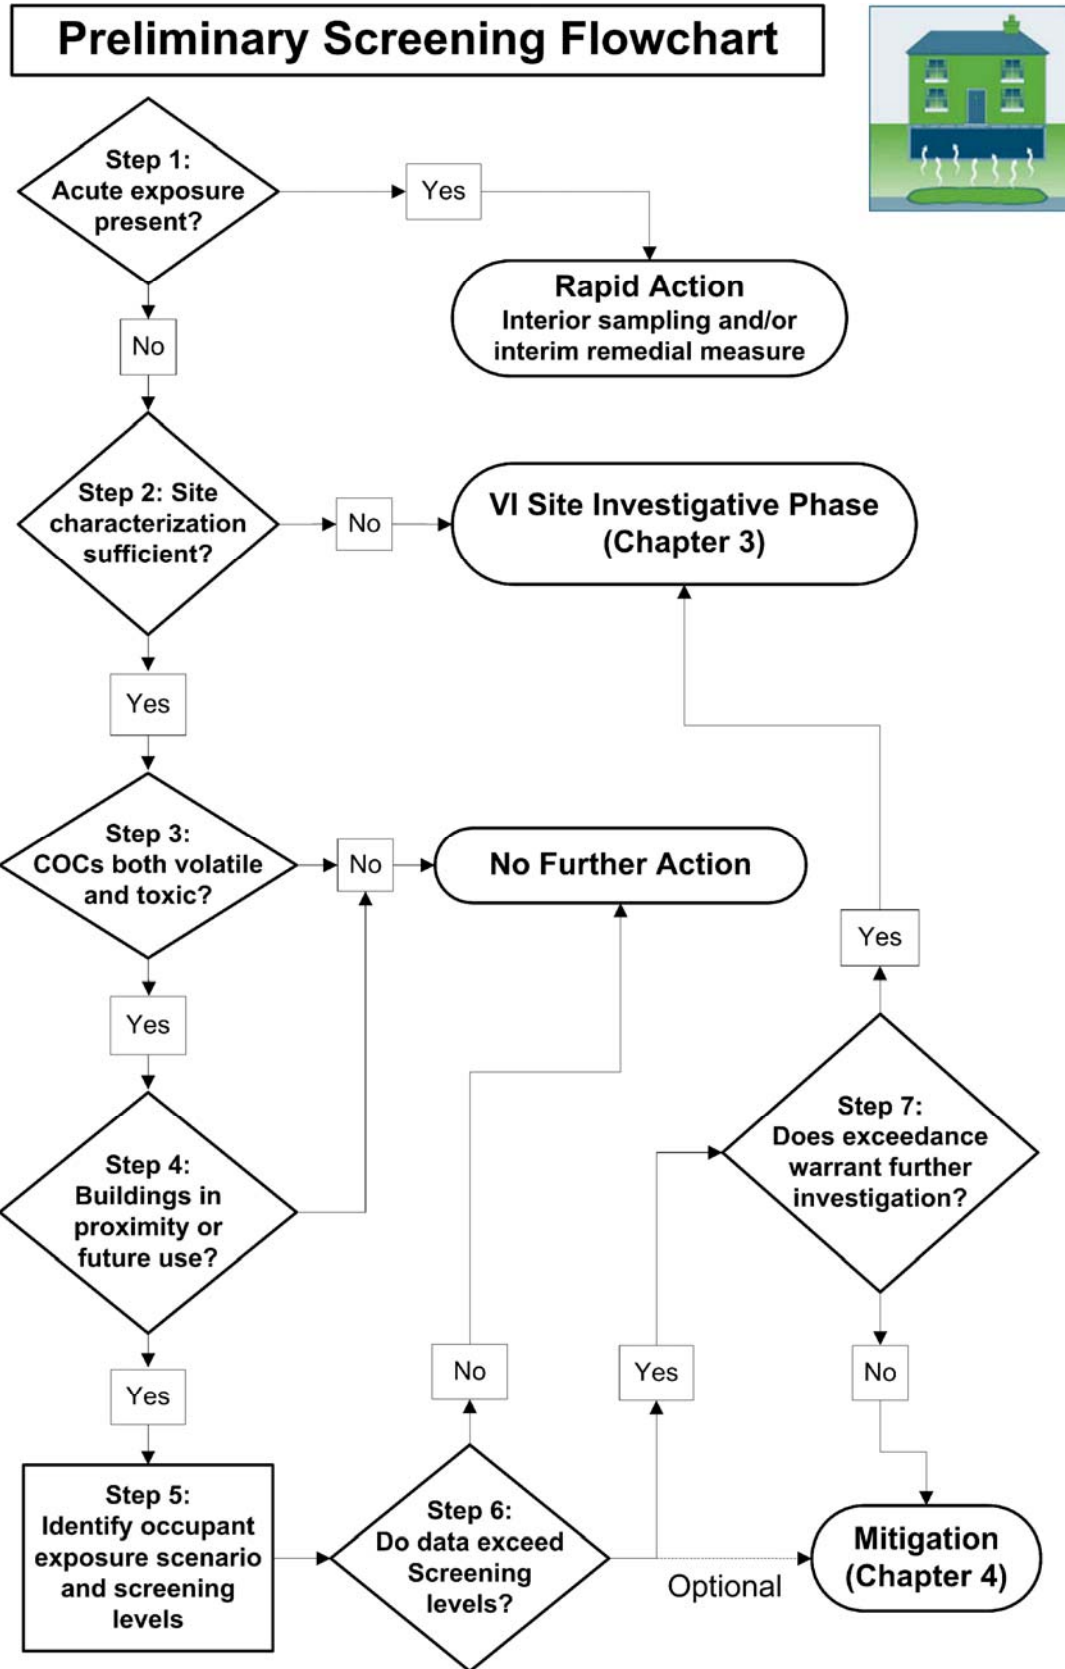 Preliminary Screening Flowchart
Step 1:
Acute exposure
present?
Yes
Rapid Action
Interior sampling and/or
interim remedial measure
No
Step 2: Site
characterization
sufficient?
No
VI Site Investigative Phase
(Chapter 3)
Yes
Step 3:
COCs both volatile
and toxic?
No
No Further Action
Yes
Yes
Step 4:
Buildings in
proximity or
future use?
Step 7:
Does exceedance
warrant further
investigation?
Yes
No
Yes
No
Step 5:
Identify occupant
exposure scenario
and screening
levels
Step 6:
Do data exceed
Screening
levels?
Optional
Mitigation
(Chapter 4)